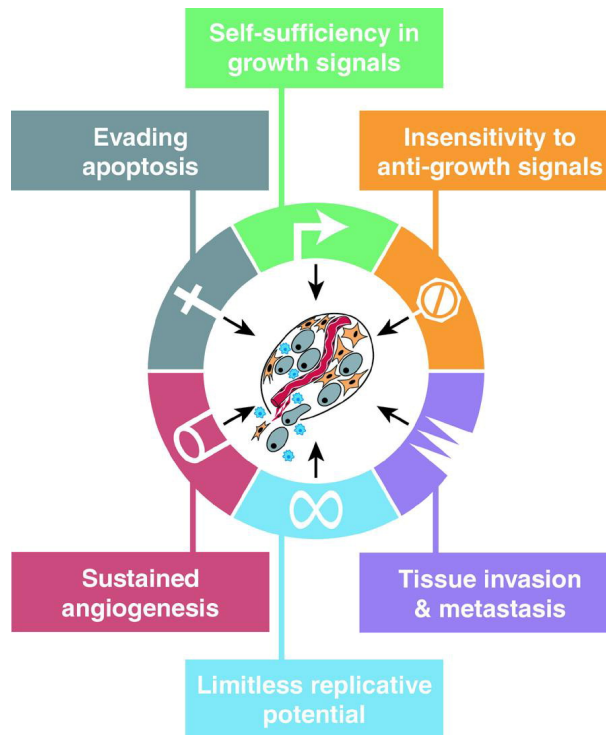 Self-sufficiency in
growth signals
Evading
apoptosis
Insensitivity to
anti-growth signals
Sustained
angiogenesis
Tissue invasion
& metastasis
Limitless replicative
potential